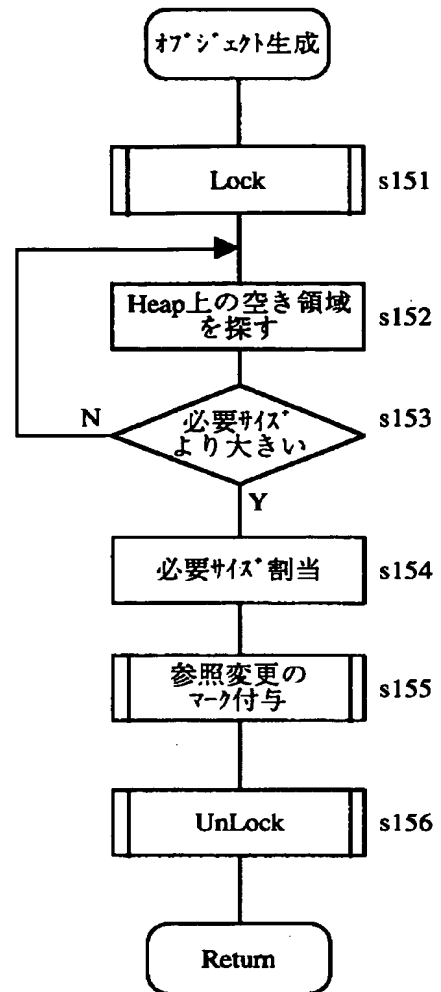 オブジェクト生成
Lock
s151
Heap上の空き領域
を探す
s152
必要サイズ
より大きい
s153
N
Y
必要サイズ割当
s154
参照変更の
マーク付与
s155
UnLock
s156
Return